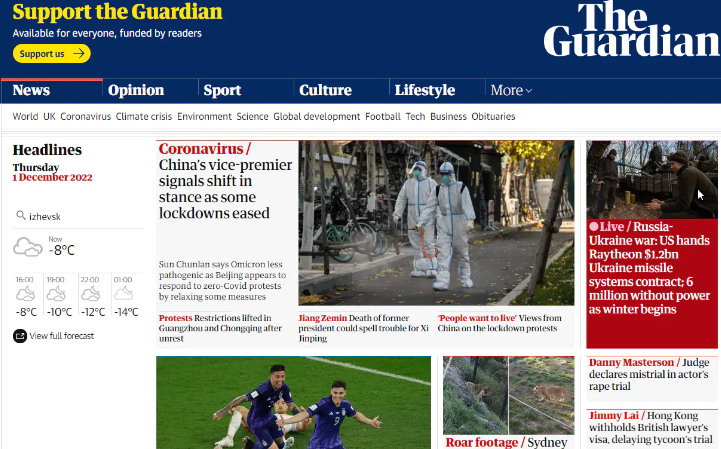 Support the Guardian
Available for everyone, funded by readers
Support us
The
Guardian
News
Opinion
Sport
Culture
Lifestyle
More
World UK Coronavirus Climate crisis Environment Science Global development Football Tech Business Obituaries
Headlines
Thursday
1 December 2022
izhevsk
Now
-8°C
16:00 19:00 22:00 01:00
-8°C -10°C -12°C -14°C
View full forecast
Coronavirus /
China's vice-premier
signals shift in
stance as some
lockdowns eased
Sun Chunlan says Omicron less
pathogenic as Beijing appears to
respond to zero-Covid protests
by relaxing some measures
Protests Restrictions lifted in
Guangzhou and Chongqing after
unrest
Jiang Zemin Death of former
president could spell trouble for Xi
Jinping
'People want to live' Views from
China on the lockdown protests
Live / Russia-
Ukraine war: US hands
Raytheon $1.2bn
Ukraine missile
systems contract; 6
million without power
as winter begins
Roar footage / Sydney
Danny Masterson / Judge
declares mistrial in actor's
rape trial
Jimmy Lai / Hong Kong
withholds British lawyer's
visa, delaying tycoon's trial